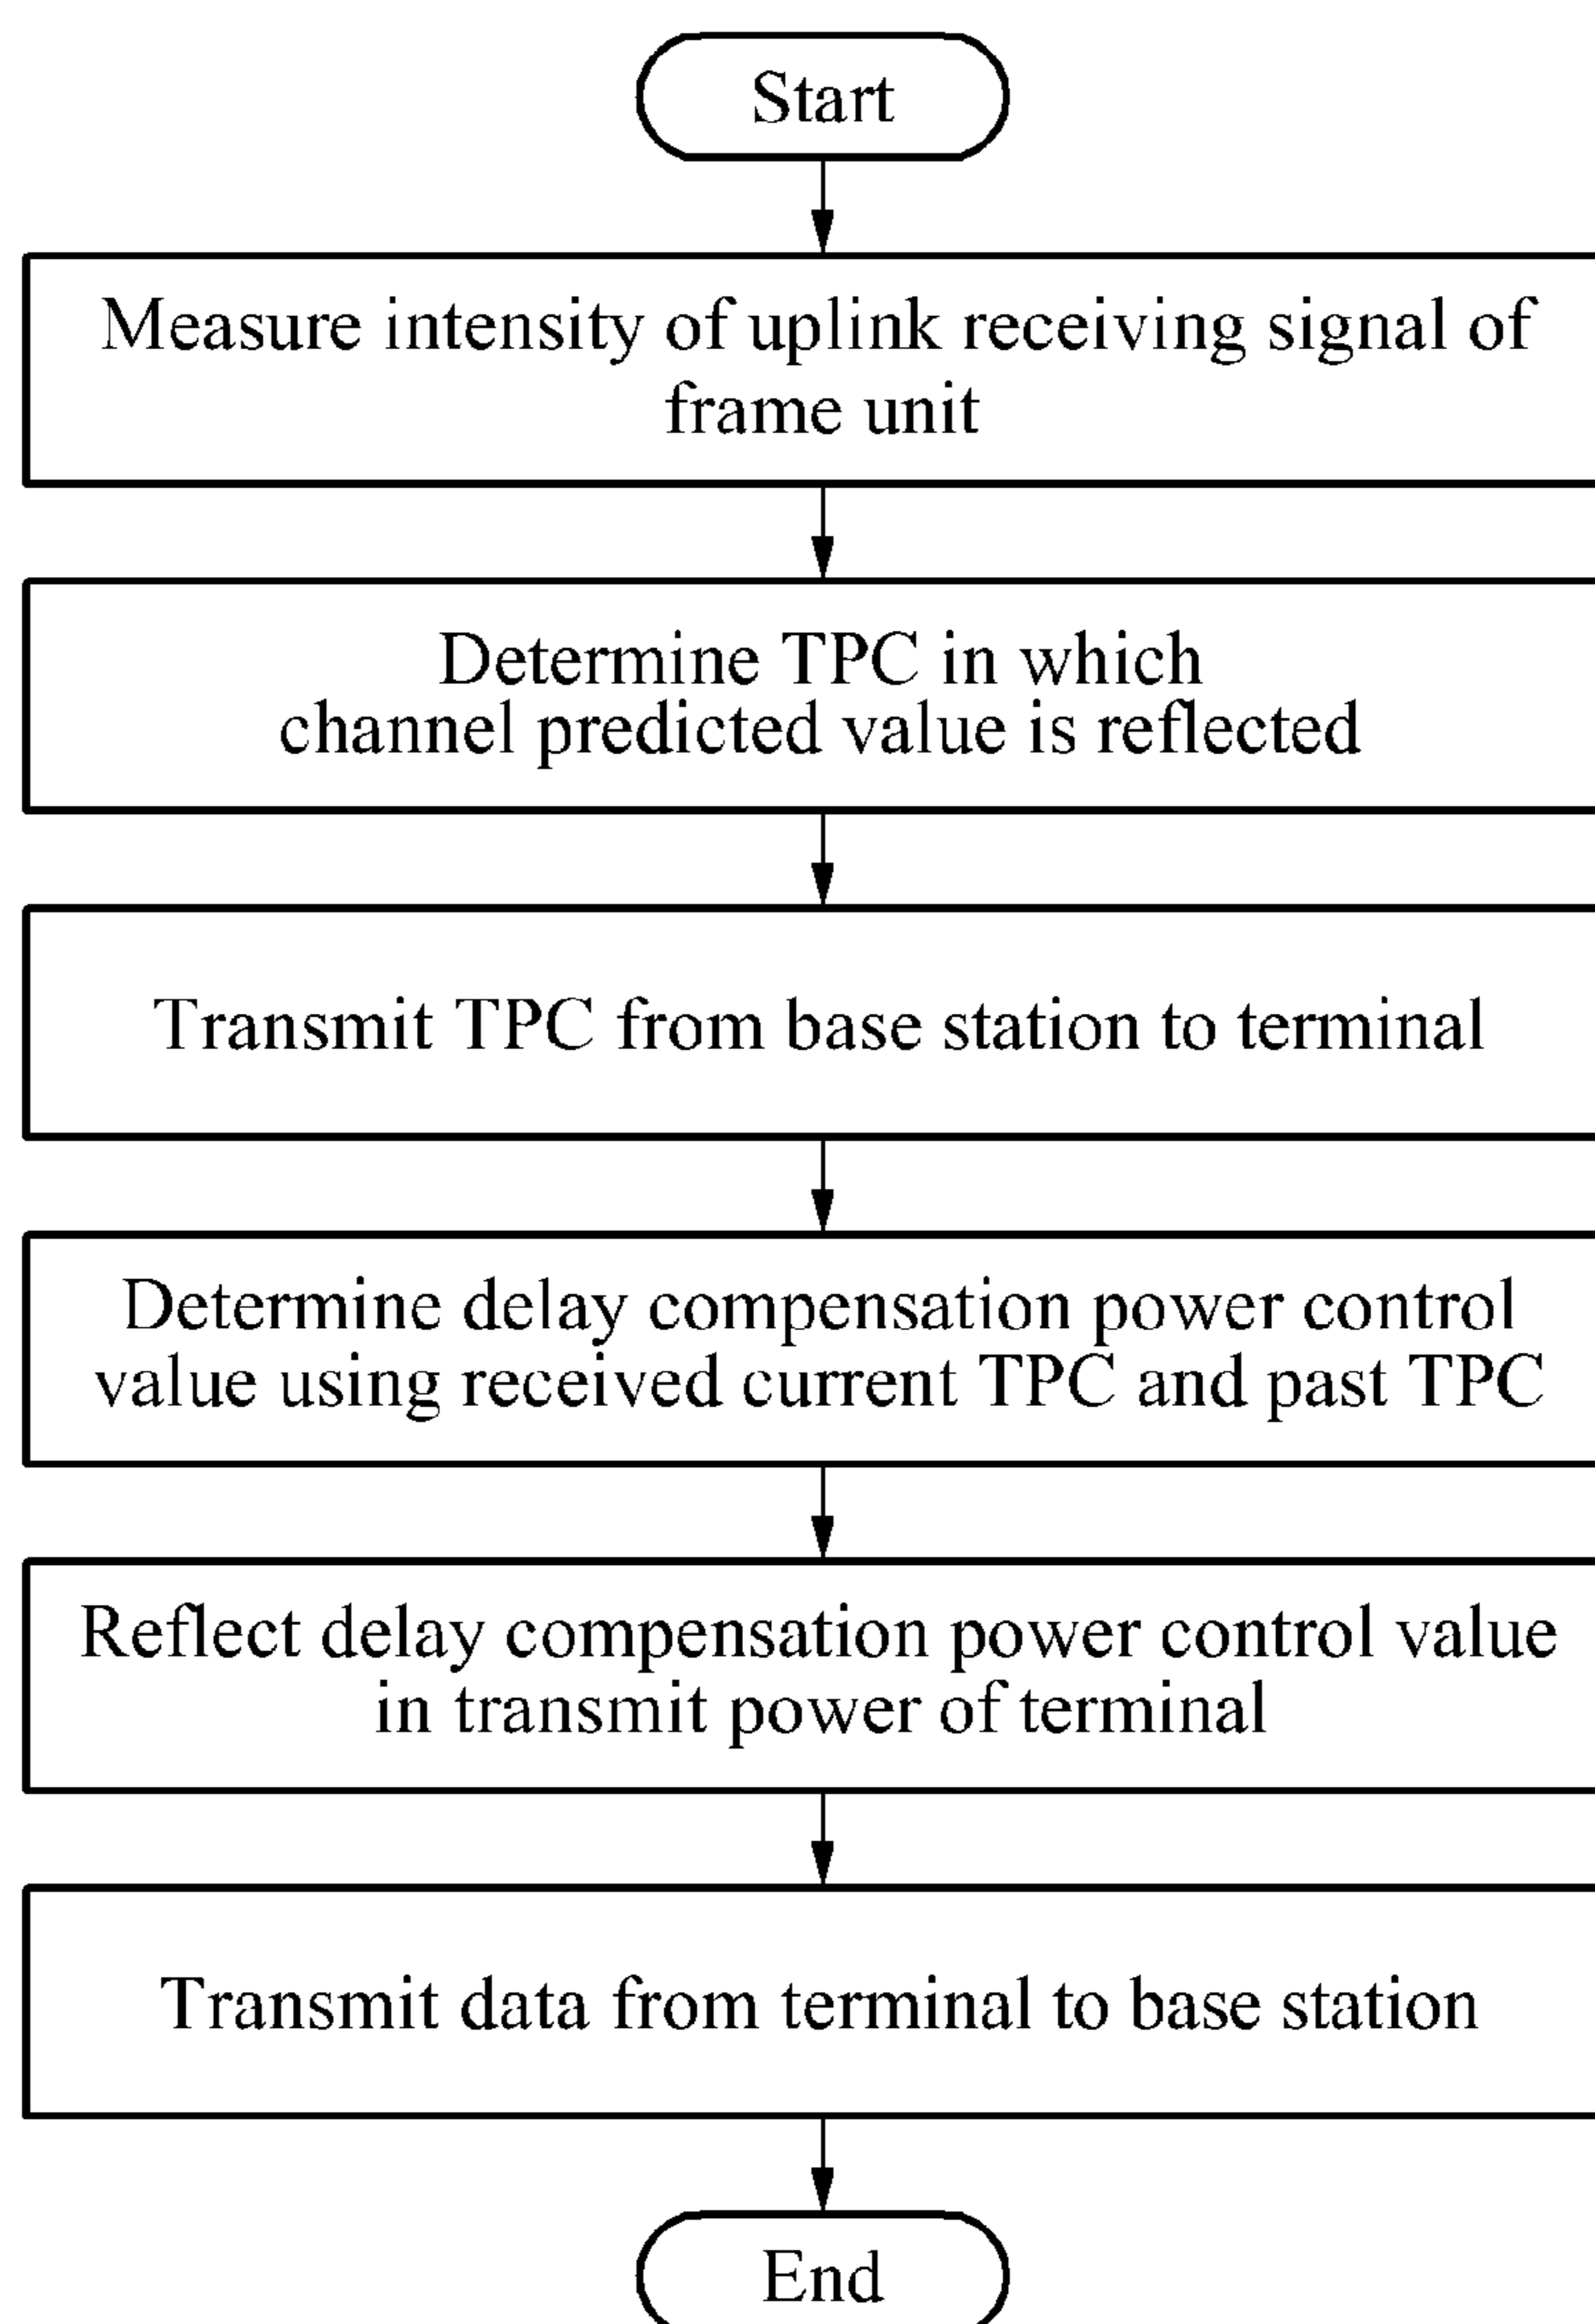 Start
Measure intensity of uplink receiving signal of
frame unit
Determine TPC in which
channel predicted value is reflected
Transmit TPC from base station to terminal
Determine delay compensation power control
value using received current TPC and past TPC
Reflect delay compensation power control value
in transmit power of terminal
Transmit data from terminal to base station
End